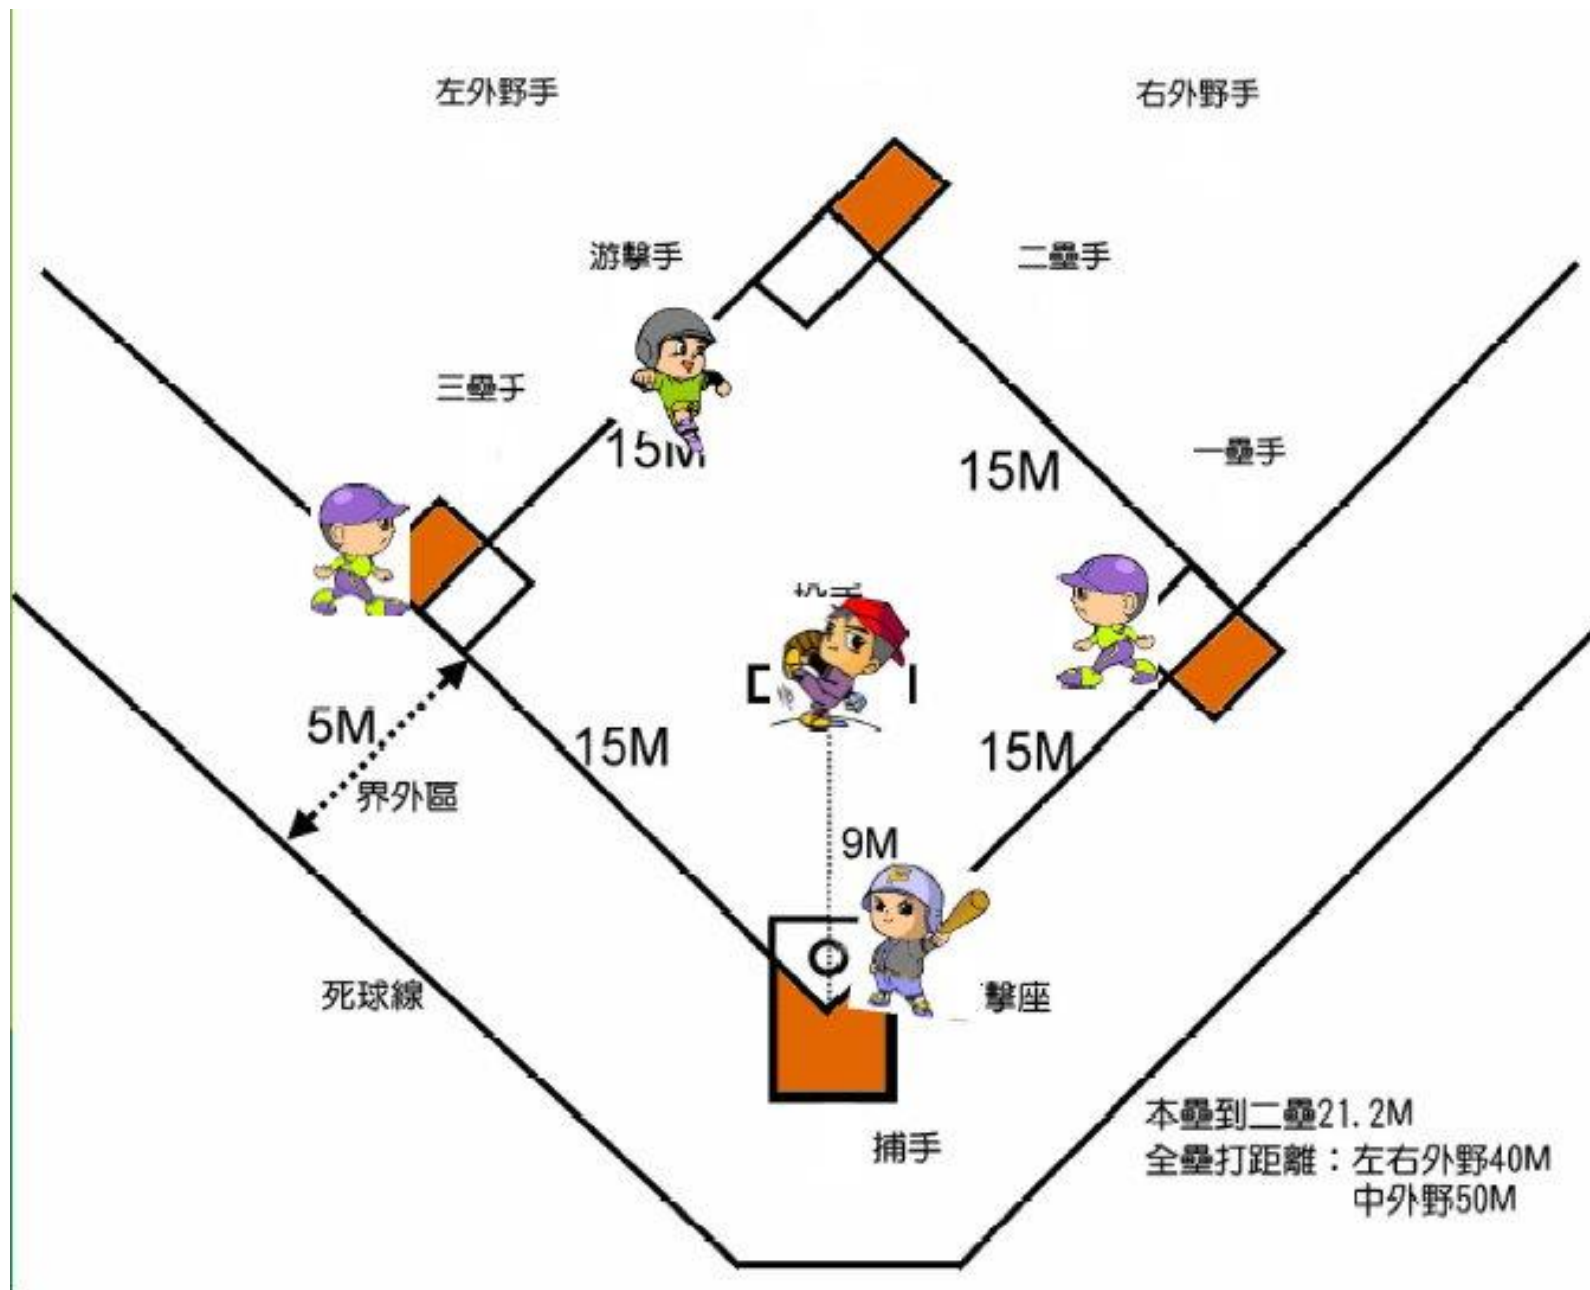 左外野手
右外野手
游擊手
二壘手
三壘手
一壘手
15M
15M
5M
15M
15M
界外區
9M
死球線
擊座
本壘到二壘21.2M
捕手
全壘打距離：左右外野40M
中外野50M